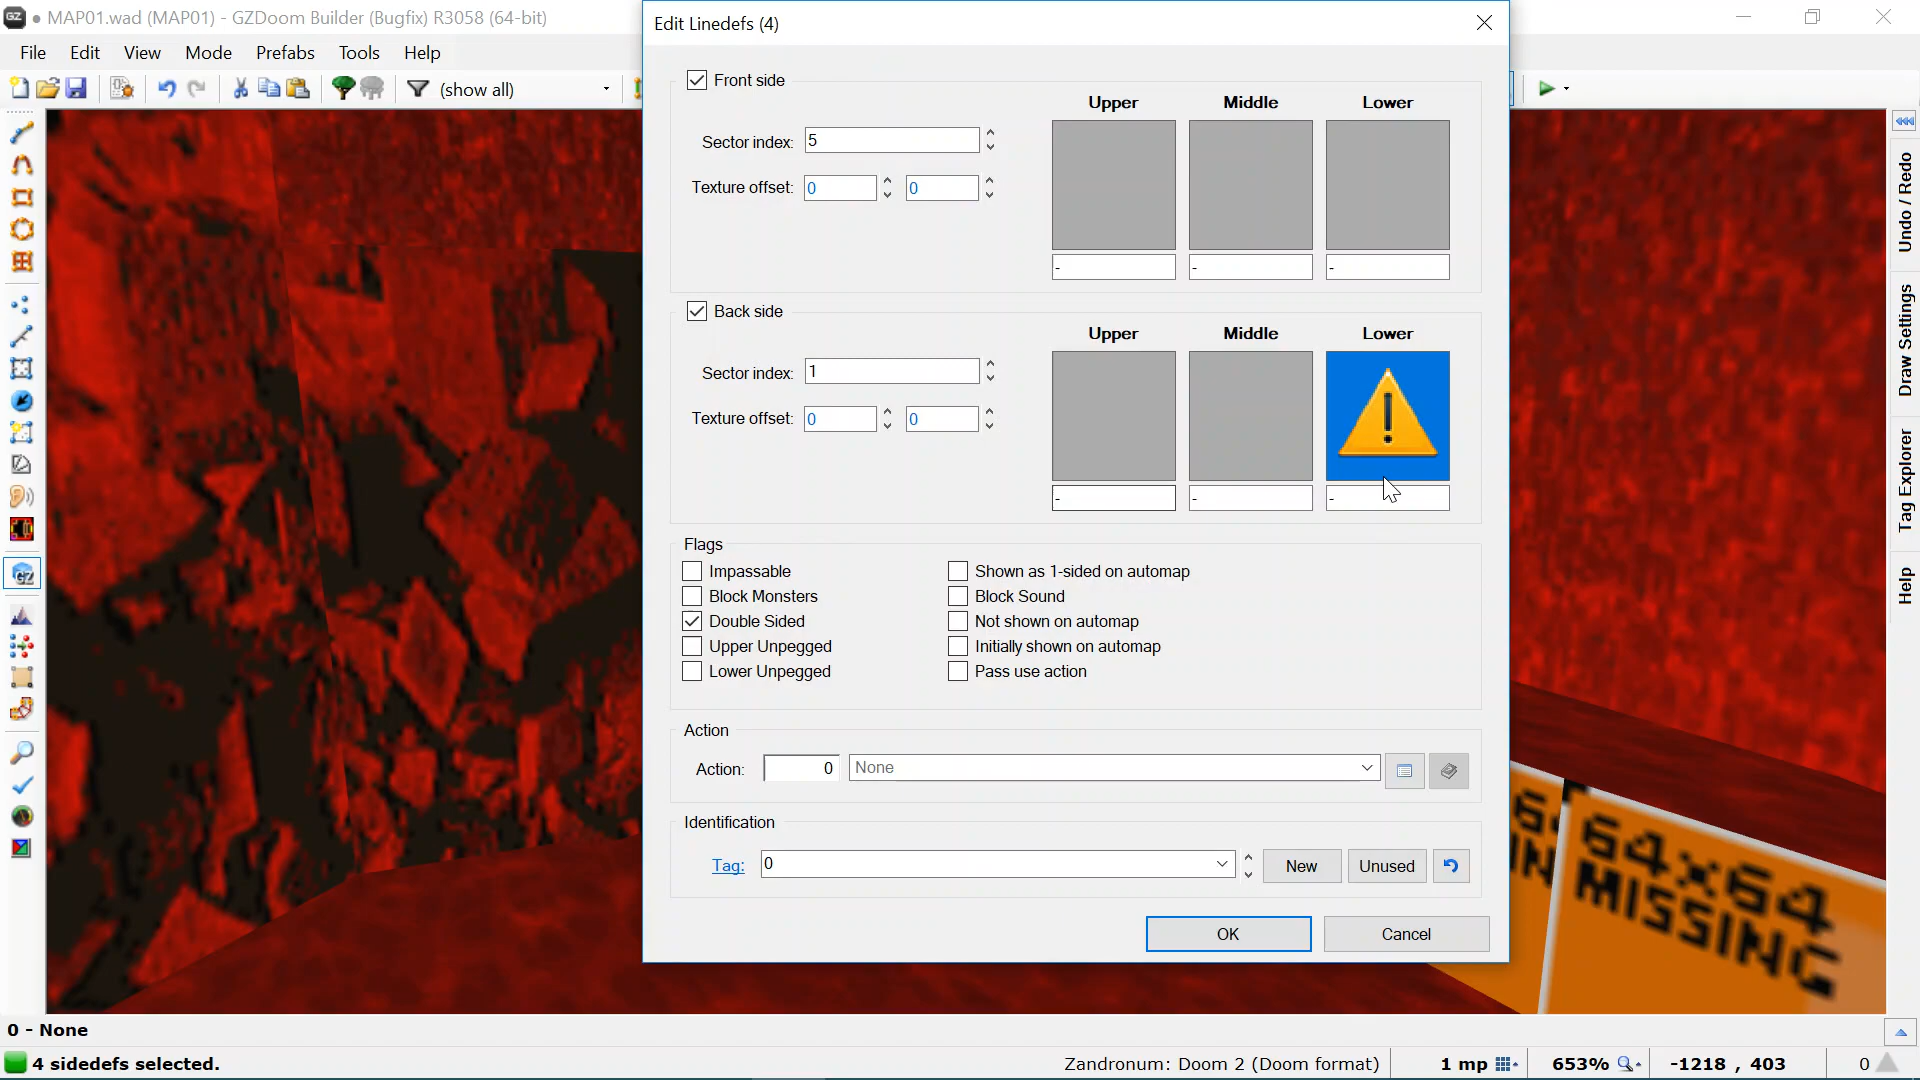 MAP01.wad (MAP01) - GZDoom Builder (Bugfix) R3058 (64-bit)
File Edit View Mode Prefabs Tools Help
(show all)
Edit Linedefs (4)
Front side
Upper Middle Lower
Sector index: 5
Texture offset: 0 0
- - -
Back side
Upper Middle Lower
Sector index: 1
Texture offset: 0 0
- - -
Flags
Impassable
Block Monsters
Double Sided
Upper Unpegged
Lower Unpegged
Shown as 1-sided on automap
Block Sound
Not shown on automap
Initially shown on automap
Pass use action
Action
Action: 0 None
Identification
Tag: 0 New Unused
OK Cancel
Undo / Redo
Draw Settings
Tag Explorer
Help
64x64
MISSING
0 - None
4 sidedefs selected.
Zandronum: Doom 2 (Doom format) 1 mp 653% -1218 , 403 0